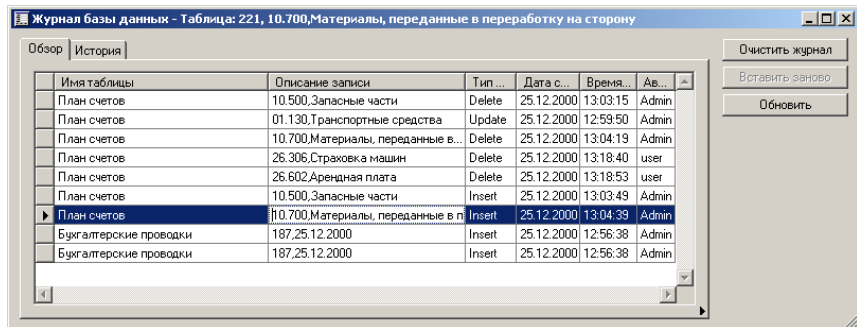 Журнал базы данных - Таблица: 221, 10.700,Материалы, переданные в переработку на сторону
Обзор История
Очистить журнал
Вставить заново
Обновить
Имя таблицы Описание записи Тип ... Дата с... Время... Ав...
План счетов 10.500,Запасные части Delete 25.12.2000 13:03:15 Admin
План счетов 01.130,Транспортные средства Update 25.12.2000 12:59:50 Admin
План счетов 10.700,Материалы, переданные в... Delete 25.12.2000 13:04:19 Admin
План счетов 26.306,Страховка машин Delete 25.12.2000 13:18:40 user
План счетов 26.602,Арендная плата Delete 25.12.2000 13:18:53 user
План счетов 10.500,Запасные части Insert 25.12.2000 13:03:49 Admin
План счетов 10.700,Материалы, переданные в п Insert 25.12.2000 13:04:39 Admin
Бухгалтерские проводки 187,25.12.2000 Insert 25.12.2000 12:56:38 Admin
Бухгалтерские проводки 187,25.12.2000 Insert 25.12.2000 12:56:38 Admin